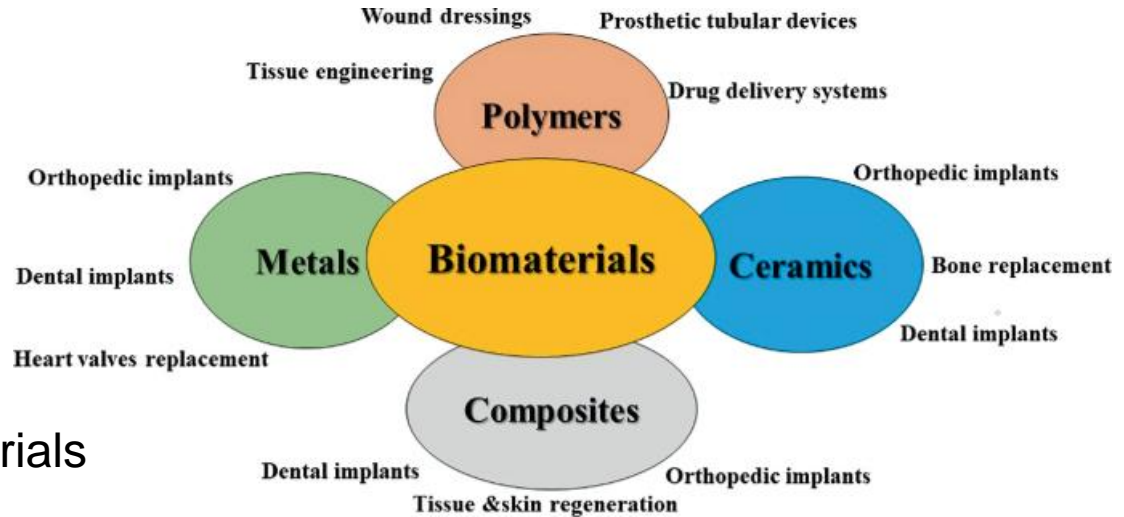 Wound dressings
Prosthetic tubular devices
Tissue engineering
Drug delivery systems
Polymers
Orthopedic implants
Orthopedic implants
Metals
Biomaterials
Ceramics
Dental implants
Bone replacement
Heart valves replacement
Dental implants
Composites
rials
Dental implants
Orthopedic implants
Tissue &skin regeneration